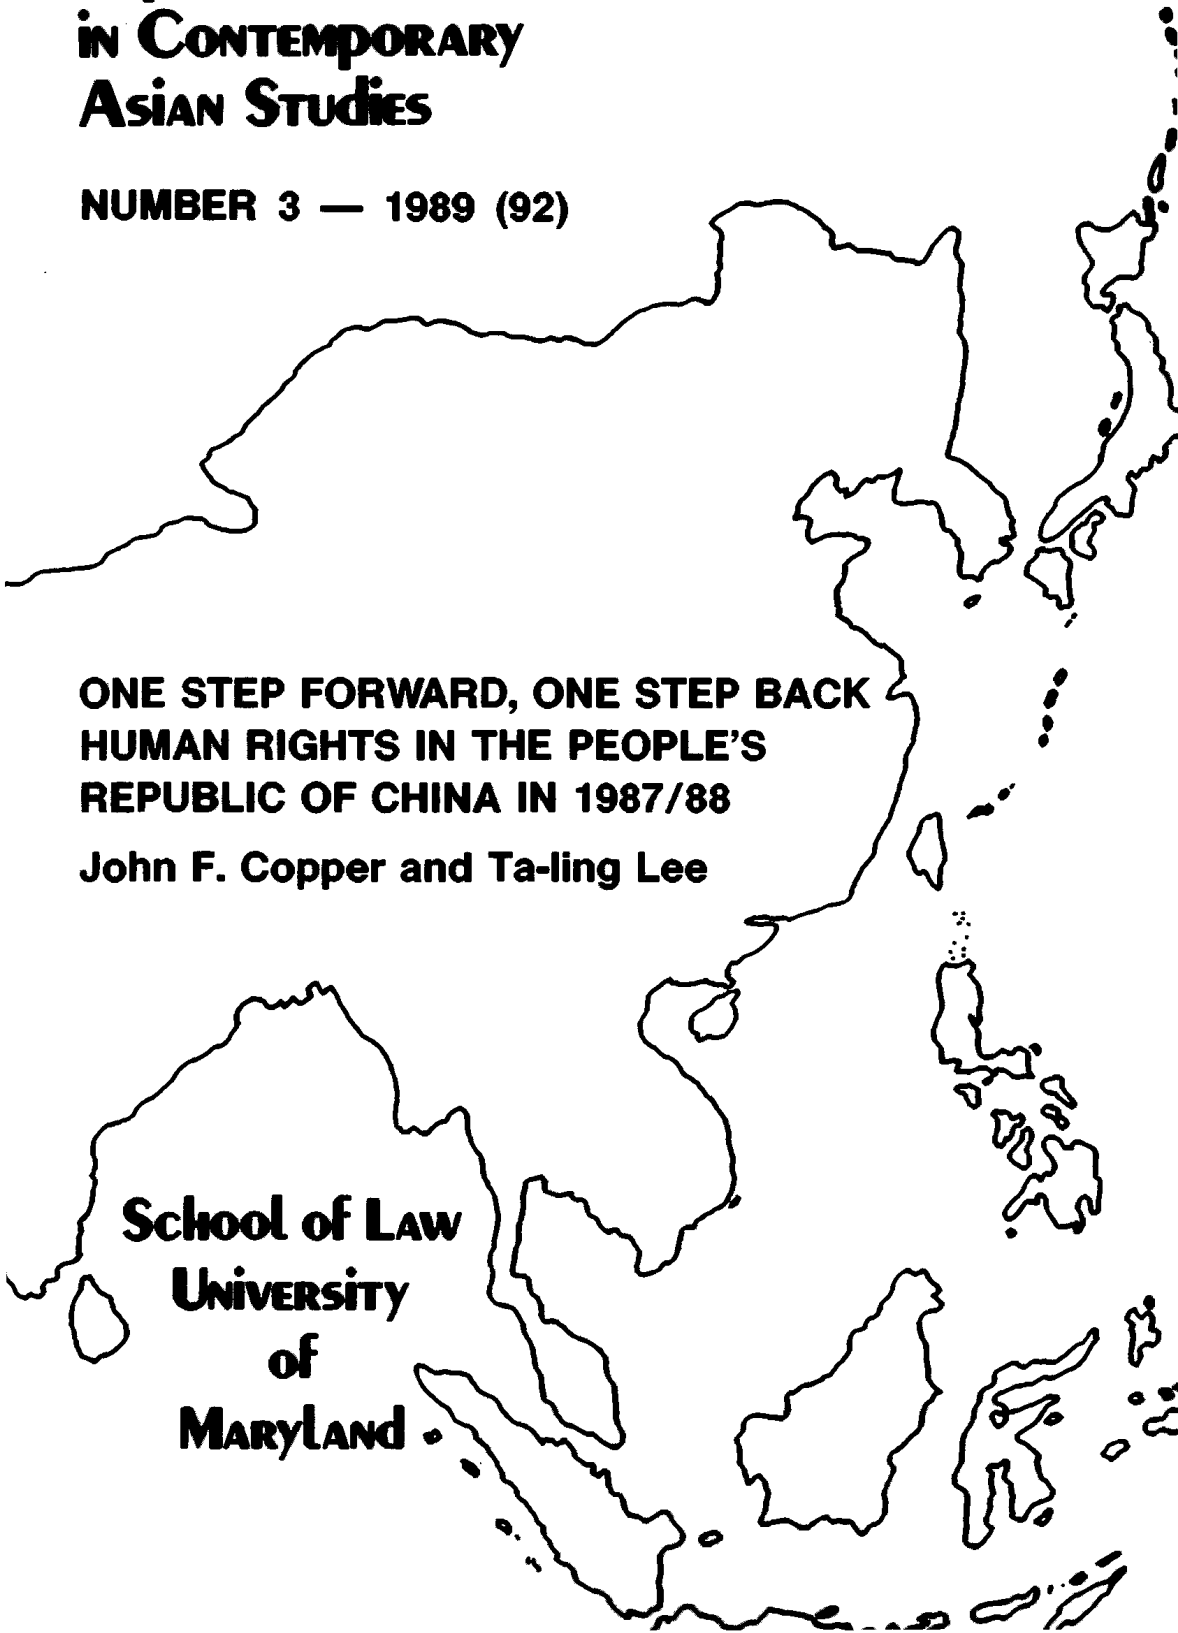 in Contemporary
Asian Studies
NUMBER 3 — 1989 (92)
ONE STEP FORWARD, ONE STEP BACK
HUMAN RIGHTS IN THE PEOPLE'S
REPUBLIC OF CHINA IN 1987/88
John F. Copper and Ta-ling Lee
School of Law
University
of
Maryland